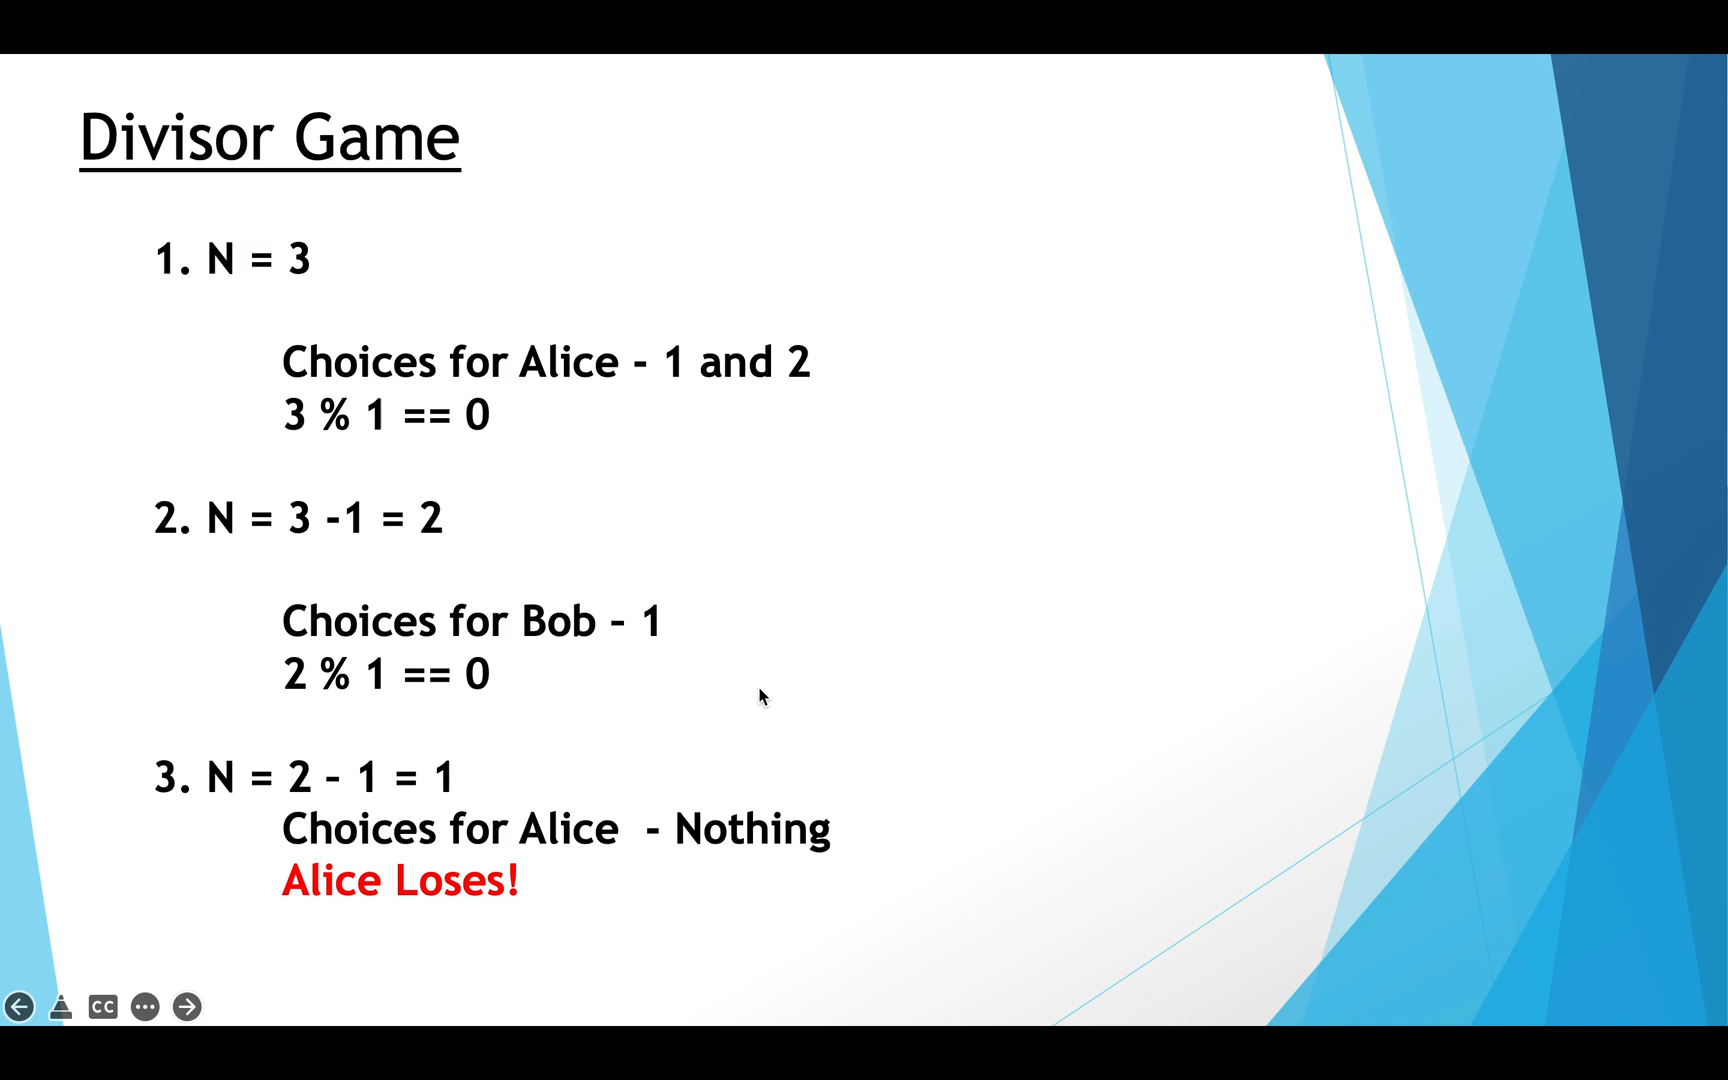 Divisor Game
1. N = 3
Choices for Alice - 1 and 2
3 % 1 == 0
2. N = 3 -1 = 2
Choices for Bob – 1
2 % 1 == 0
3. N = 2 – 1 = 1
Choices for Alice  - Nothing
Alice Loses!
CC